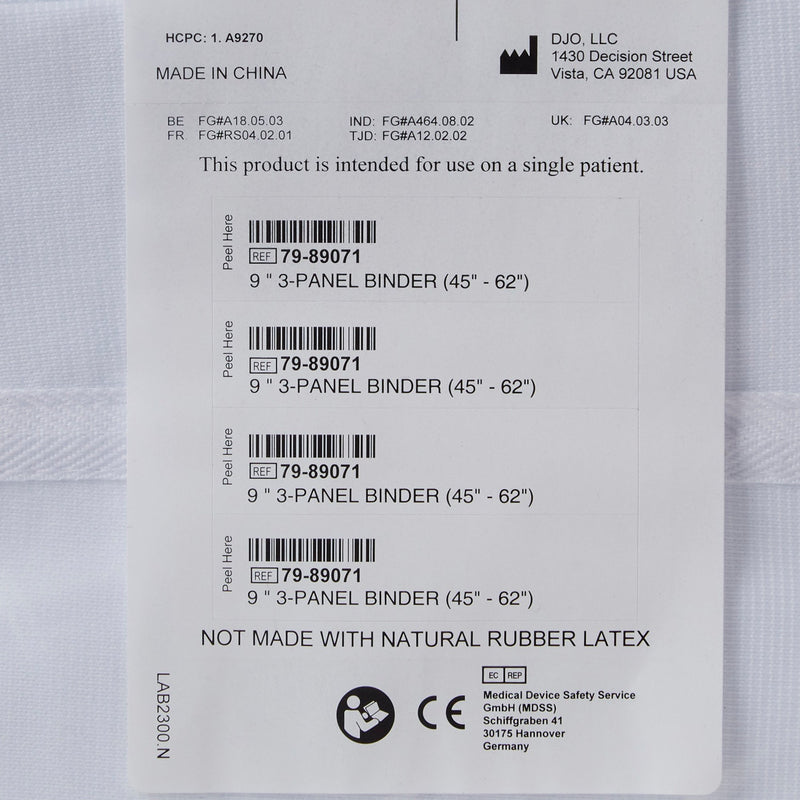 HCPC: 1. A9270
MADE IN CHINA
DJO, LLC
1430 Decision Street
Vista, CA 92081 USA
BE FG#A18.05.03 IND: FG#A464.08.02 UK: FG#A04.03.03
FR FG#RS04.02.01 TJD: FG#A12.02.02
This product is intended for use on a single patient.
Peel Here
REF 79-89071
9 " 3-PANEL BINDER (45" - 62")
Peel Here
REF 79-89071
9 " 3-PANEL BINDER (45" - 62")
Peel Here
REF 79-89071
9 " 3-PANEL BINDER (45" - 62")
Peel Here
REF 79-89071
9 " 3-PANEL BINDER (45" - 62")
NOT MADE WITH NATURAL RUBBER LATEX
LAB2300.N
CE
EC REP
Medical Device Safety Service
GmbH (MDSS)
Schiffgraben 41
30175 Hannover
Germany